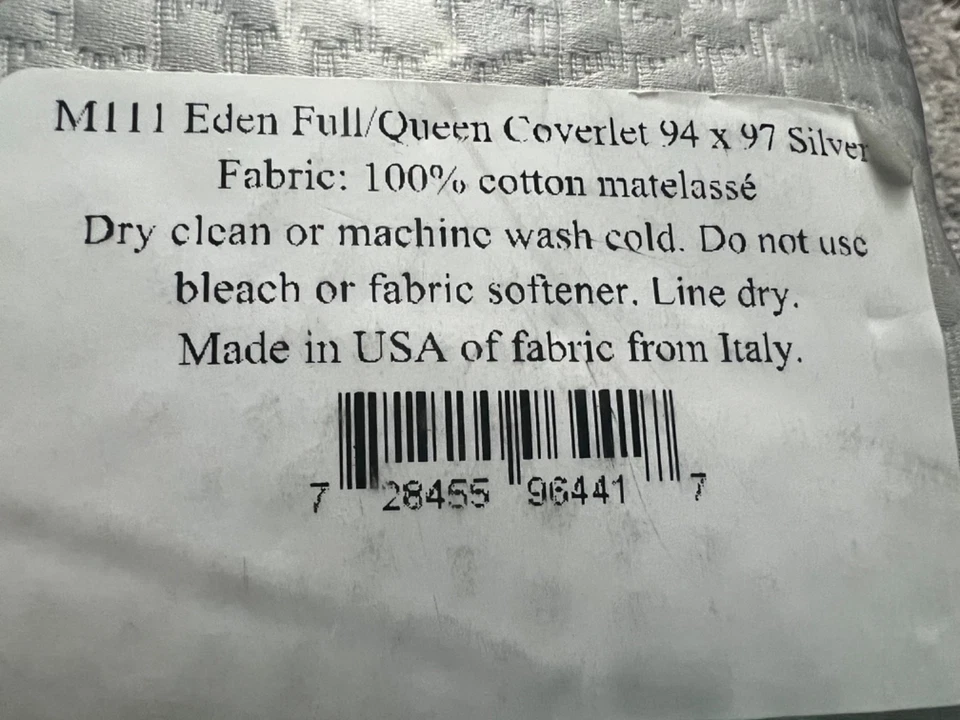 M111 Eden Full/Queen Coverlet 94 x 97 Silver
Fabric: 100% cotton matelassé
Dry clean or machine wash cold. Do not use
bleach or fabric softener. Line dry.
Made in USA of fabric from Italy.
7 28455 96441 7